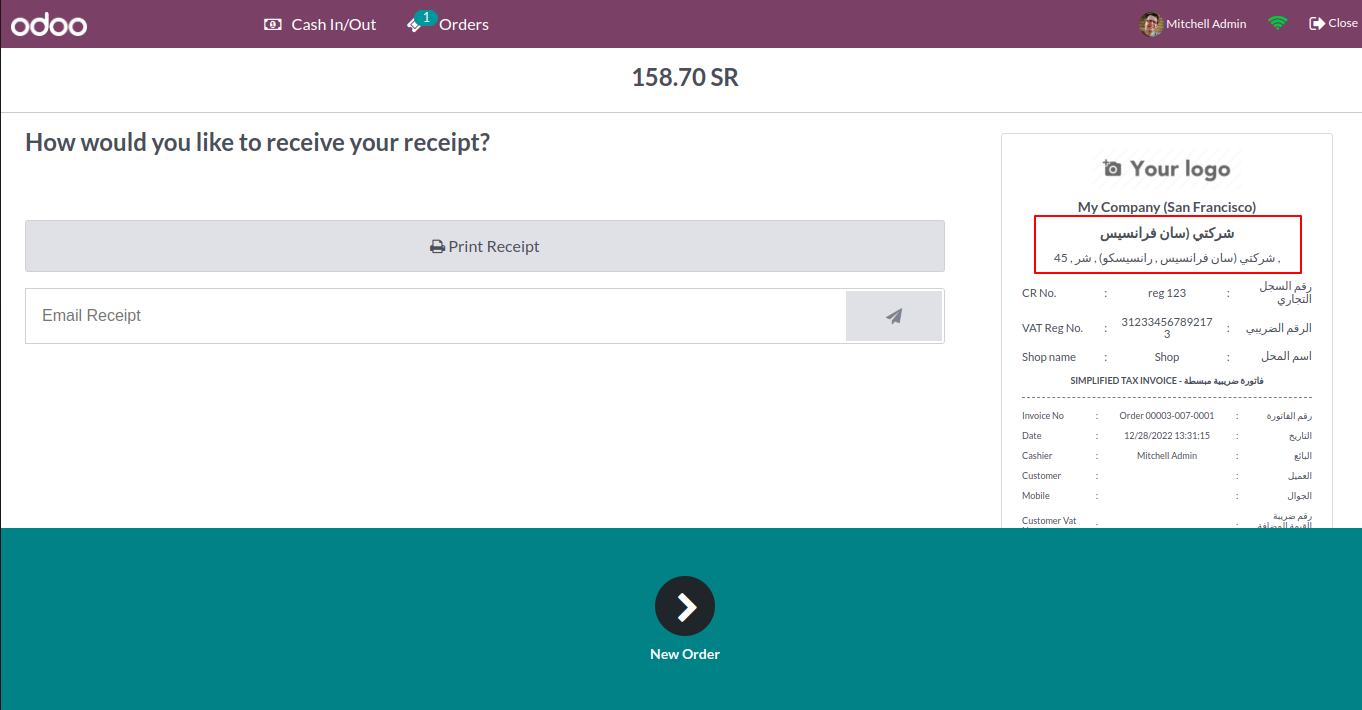 odoo Cash In/Out 1 Orders Mitchell Admin Close
158.70 SR
How would you like to receive your receipt?
Print Receipt
Email Receipt
Your logo
My Company (San Francisco)
شركتي (سان فرانسيس
, شركتي (سان فرانسيس , رانسيسكو) , شر , 45
CR No. : reg 123 : رقم السجل
التجاري
VAT Reg No. : 31233456789217 : الرقم الضريبي
3
Shop name : Shop : اسم المحل
SIMPLIFIED TAX INVOICE - فاتورة ضريبية مبسطة
Invoice No : Order 00003-007-0001 : رقم الفاتورة
Date : 12/28/2022 13:31:15 : التاريخ
Cashier : Mitchell Admin : البائع
Customer : : العميل
Mobile : : الجوال
Customer Vat : : رقم ضريبة
القيمة المضافة
New Order